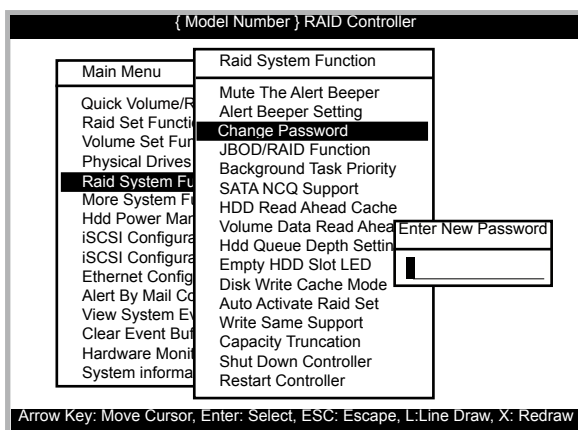 { Model Number } RAID Controller
Main Menu
Quick Volume/R
Raid Set Functi
Volume Set Fun
Physical Drives
Raid System Fu
More System Fu
Hdd Power Man
iSCSI Configura
iSCSI Configura
Ethernet Config
Alert By Mail Co
View System Ev
Clear Event Buf
Hardware Monit
System informa
Raid System Function
Mute The Alert Beeper
Alert Beeper Setting
Change Password
JBOD/RAID Function
Background Task Priority
SATA NCQ Support
HDD Read Ahead Cache
Volume Data Read Ahea
Hdd Queue Depth Settin
Empty HDD Slot LED
Disk Write Cache Mode
Auto Activate Raid Set
Write Same Support
Capacity Truncation
Shut Down Controller
Restart Controller
Enter New Password
Arrow Key: Move Cursor, Enter: Select, ESC: Escape, L:Line Draw, X: Redraw